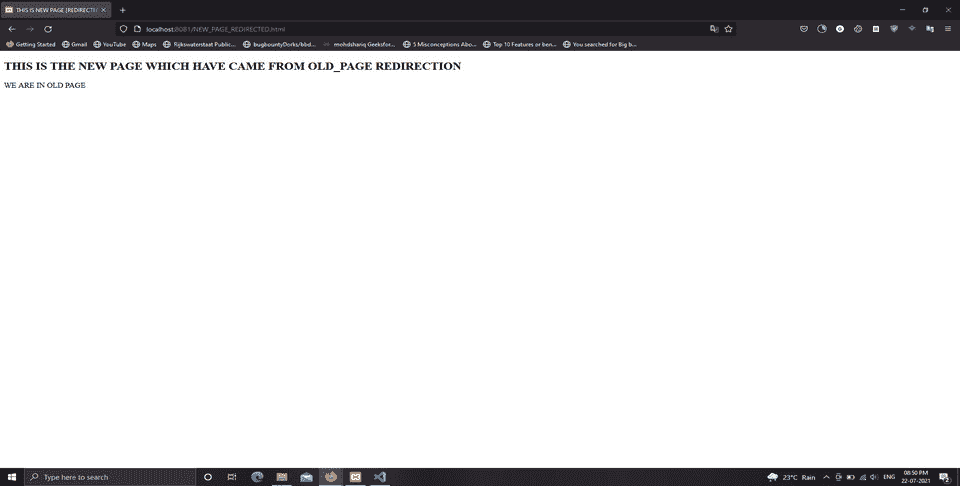 THIS IS NEW PAGE [REDIRECTI
localhost:8081/NEW_PAGE_REDIRECTED.html
Getting Started Gmail YouTube Maps Rijkswaterstaat Public... bugbountyDorks/bbd... mohdshariq Geeksfor... 5 Misconceptions Abo... Top 10 Features or ben... You searched for Big b...
THIS IS THE NEW PAGE WHICH HAVE CAME FROM OLD_PAGE REDIRECTION
WE ARE IN OLD PAGE
Type here to search
23°C Rain
ENG
08:50 PM
22-07-2021
2